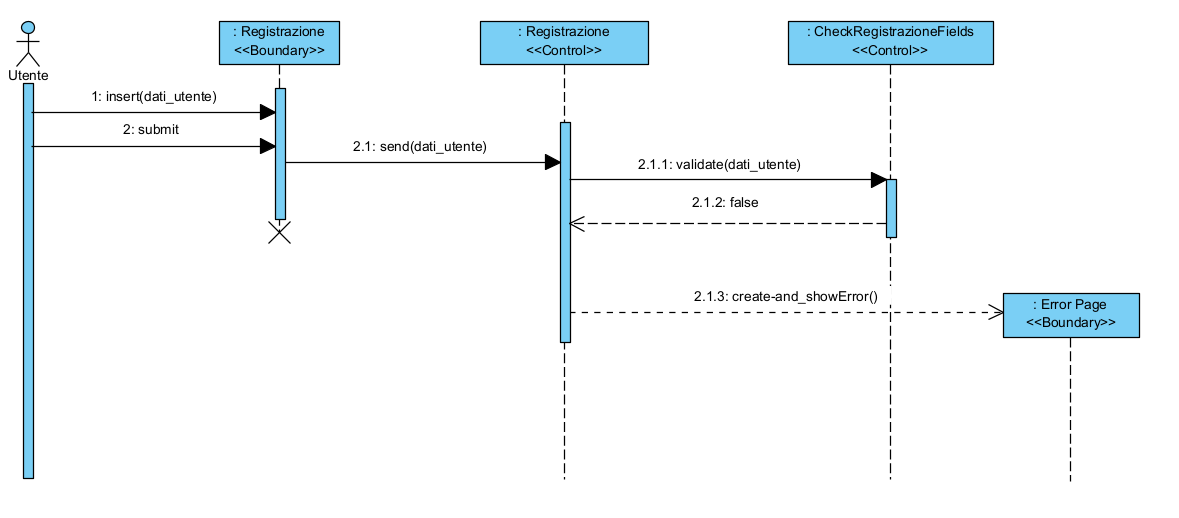 : Registrazione
<<Boundary>>
: Registrazione
<<Control>>
: CheckRegistrazioneFields
<<Control>>
Utente
1: insert(dati_utente)
2: submit
2.1: send(dati_utente)
2.1.1: validate(dati_utente)
2.1.2: false
2.1.3: create-and_showError()
: Error Page
<<Boundary>>